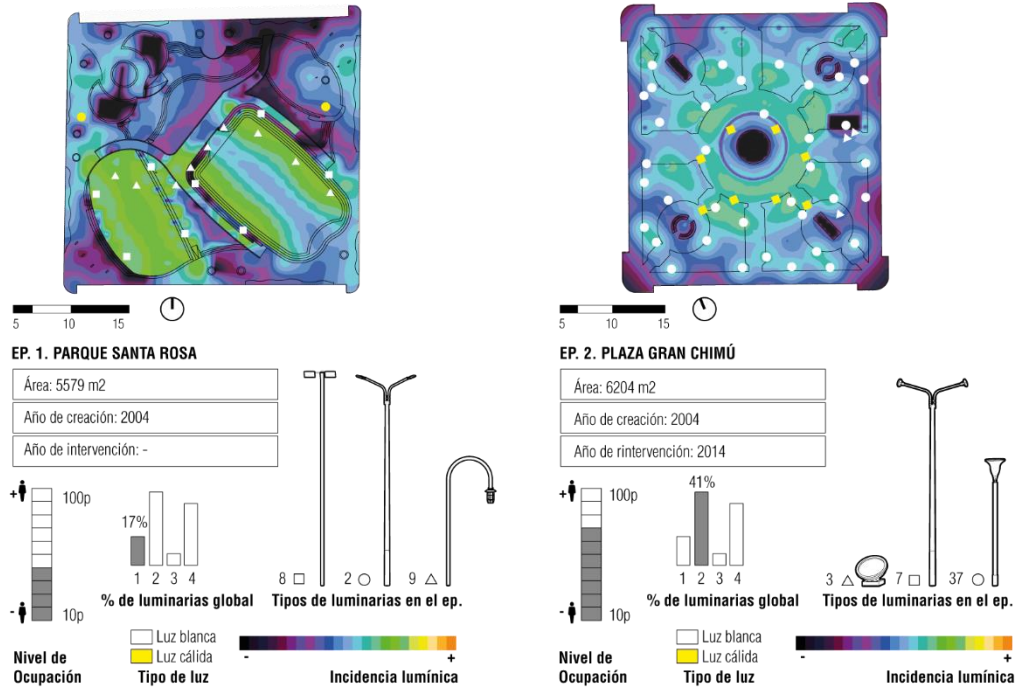 5 10 15
EP. 1. PARQUE SANTA ROSA
Área: 5579 m2
Año de creación: 2004
Año de intervención: -
+ 100p
- 10p
17%
1 2 3 4
% de luminarias global
8 2 9
Tipos de luminarias en el ep.
Luz blanca
Luz cálida
Nivel de
Ocupación
Tipo de luz
- +
Incidencia lumínica
5 10 15
EP. 2. PLAZA GRAN CHIMÚ
Área: 6204 m2
Año de creación: 2004
Año de rintervención: 2014
+ 100p
- 10p
41%
1 2 3 4
% de luminarias global
3 7 37
Tipos de luminarias en el ep.
Luz blanca
Luz cálida
Nivel de
Ocupación
Tipo de luz
- +
Incidencia lumínica